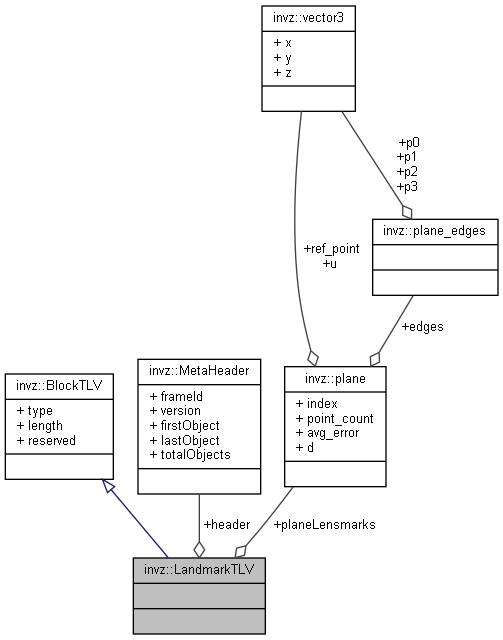 invz::vector3
+ x
+ y
+ z
+p0
+p1
+p2
+p3
invz::plane_edges
+ref_point
+u
+edges
invz::plane
+ index
+ point_count
+ avg_error
+ d
invz::MetaHeader
+ frameId
+ version
+ firstObject
+ lastObject
+ totalObjects
invz::BlockTLV
+ type
+ length
+ reserved
+header
+planeLensmarks
invz::LandmarkTLV